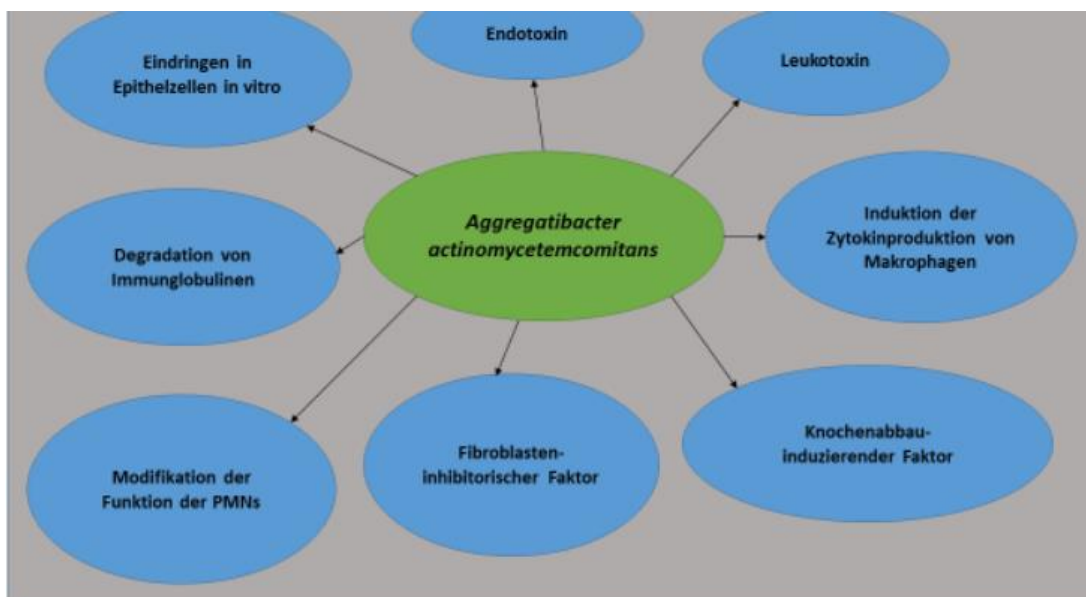 Endotoxin
Eindringen in
Epithelzellen in vitro
Leukotoxin
Aggregatibacter
actinomycetemcomitans
Induktion der
Zytokinproduktion von
Makrophagen
Degradation von
Immunglobulinen
Modifikation der
Funktion der PMNs
Fibroblasten-
inhibitorischer Faktor
Knochenabbau-
induzierender Faktor